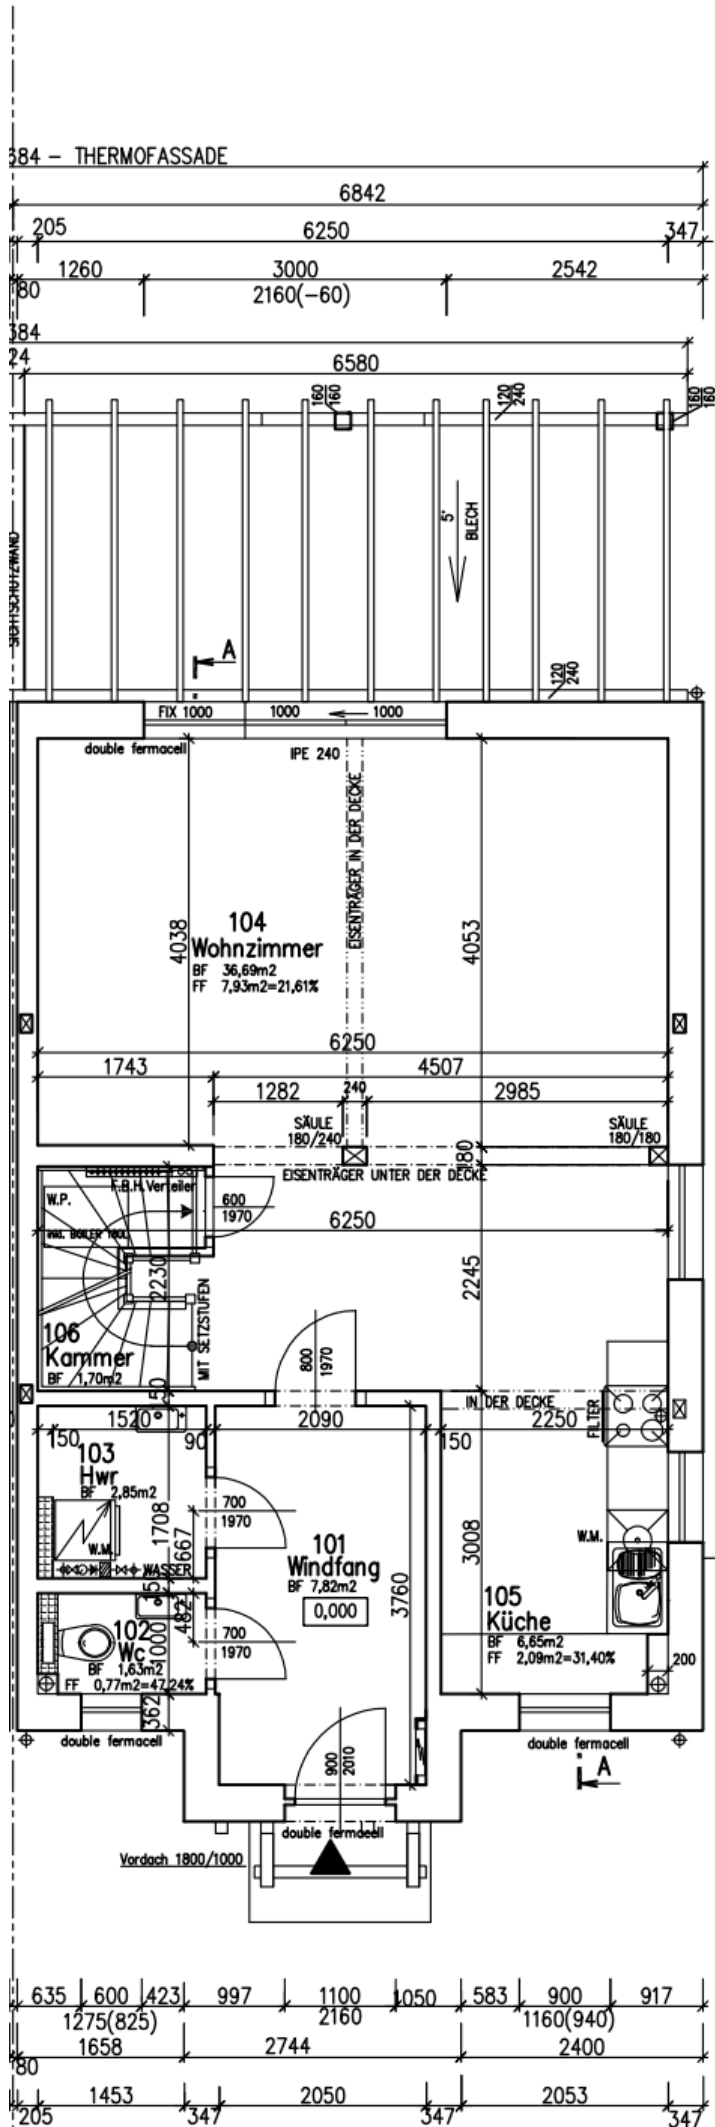 684 - THERMOFASSADE
6842
205 6250 347
1260 3000 2542
80 2160(-60)
384
24 6580
160
160
120
240
160
160
5°
BLECH
SICHTSCHUTZWAND
A
120
240
FIX 1000 1000 1000
double fermacell
IPE 240
EISENTRÄGER IN DER DECKE
4038
4053
104
Wohnzimmer
BF 36,69m2
FF 7,93m2=21,61%
6250
1743 4507
1282 240 2985
SÄULE
180/240
SÄULE
180/180
180
EISENTRÄGER UNTER DER DECKE
F.B.H.Verteiler
W.P.
600
1970
6250
inkl. BOILER 180L
2230
2245
MIT SETZSTUFEN
106
Kammer
BF 1,70m2
800
1970
150
IN DER DECKE
FILTER
1520 2090 2250
150 90 150
103
Hwr
BF 2,85m2
700
1970
1708
1667
W.M.
WASSER
101
Windfang
BF 7,82m2
0,000
3760
3008
W.M.
105
Küche
BF 6,65m2
FF 2,09m2=31,40%
200
150
482
1000
102
Wc
BF 1,63m2
FF 0,77m2=47,24%
700
1970
362
double fermacell
double fermacell
A
900
2010
double fermacell
Vordach 1800/1000
635 600 423 997 1100 1050 583 900 917
1275(825) 2160 1160(940)
1658 2744 2400
80
1453 2050 2053
205 347 347 347